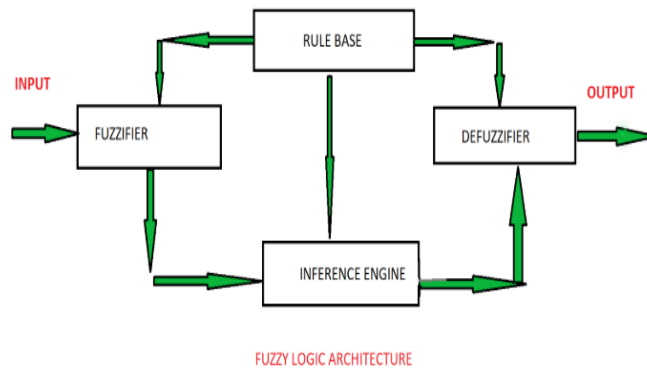 RULE BASE
INPUT
OUTPUT
FUZZIFIER
DEFUZZIFIER
INFERENCE ENGINE
FUZZY LOGIC ARCHITECTURE